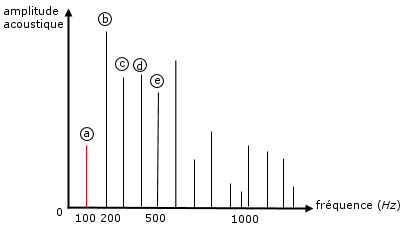 amplitude
acoustique
b
c d
e
a
fréquence (Hz)
0
100 200 500 1000